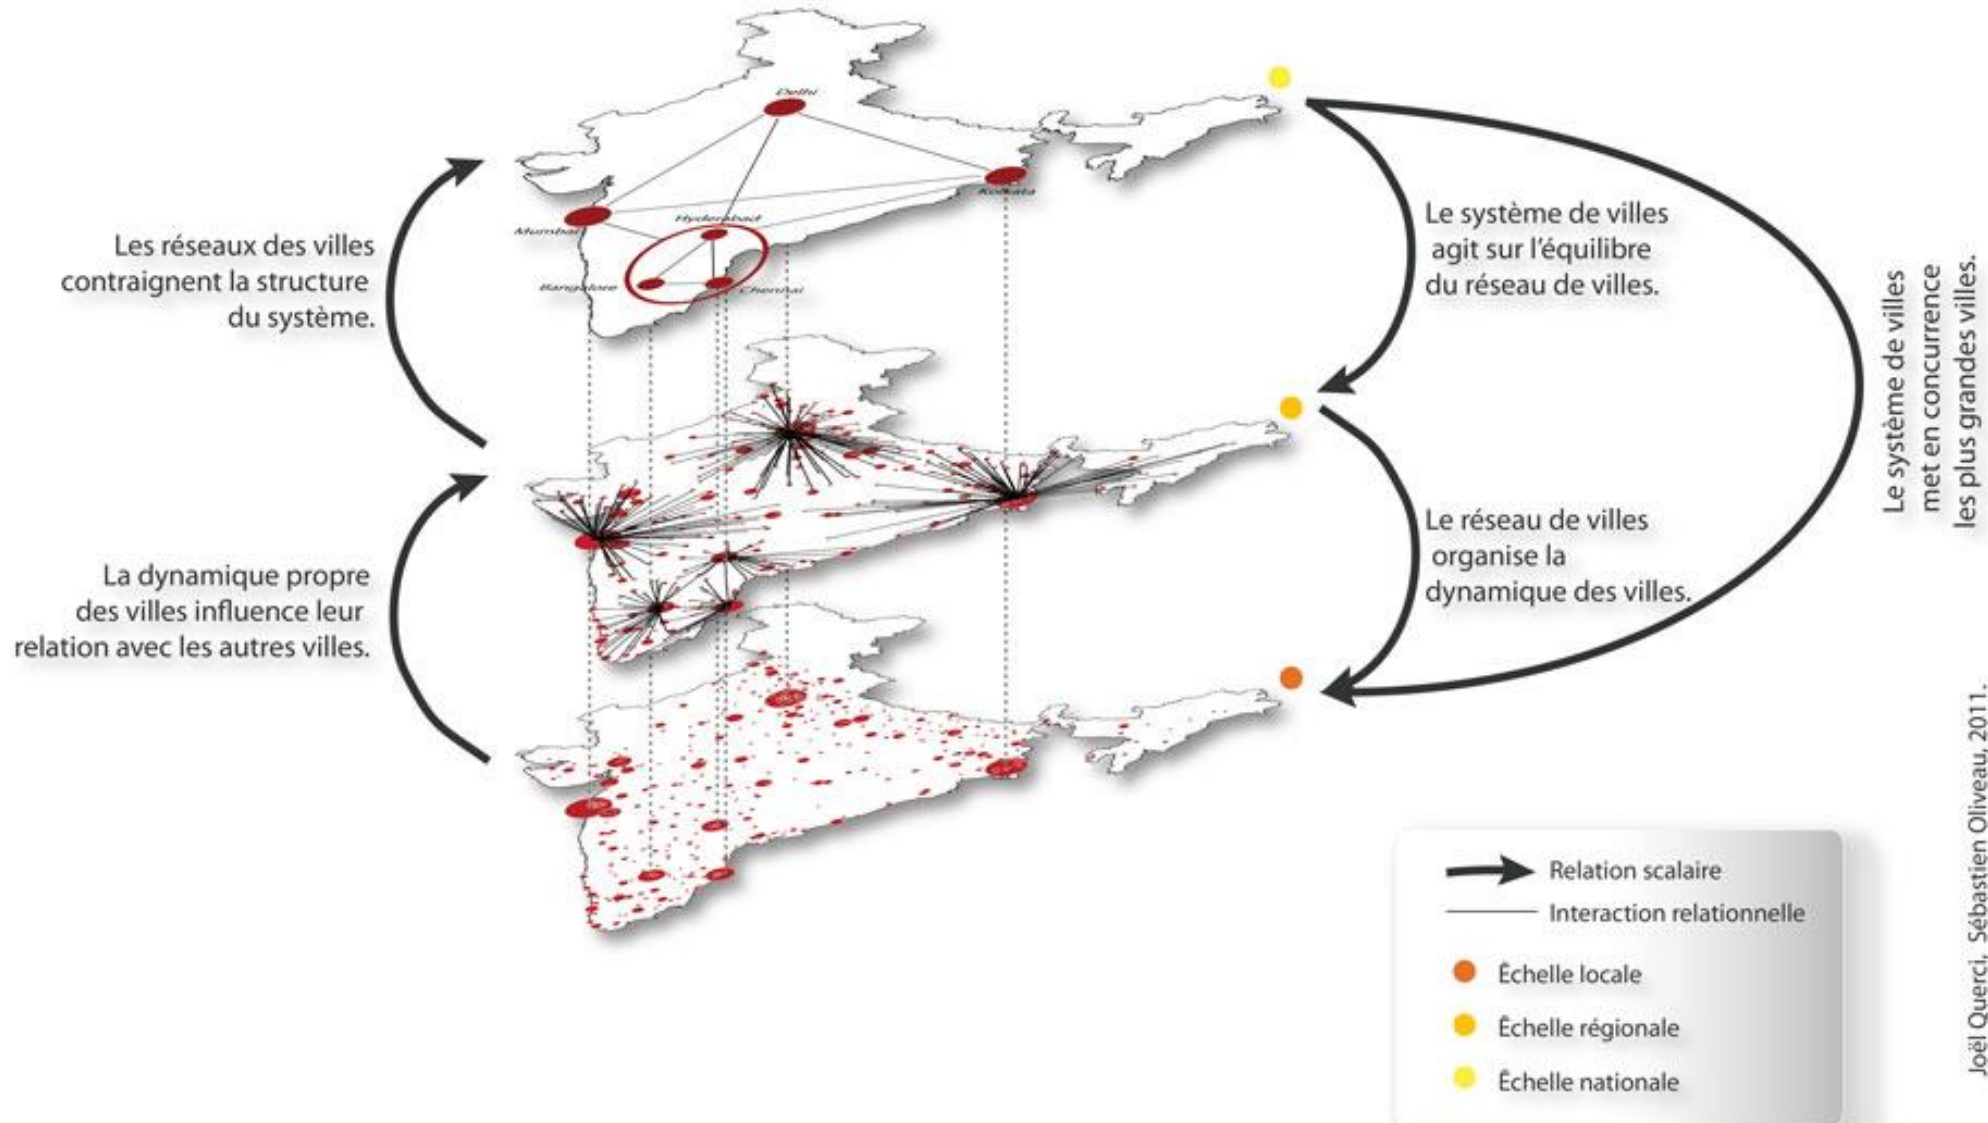 Delhi
Kolkata
Mumbai
Hyderabad
Bangalore
Chennai
Les réseaux des villes
contraignent la structure
du système.
La dynamique propre
des villes influence leur
relation avec les autres villes.
Le système de villes
agit sur l'équilibre
du réseau de villes.
Le réseau de villes
organise la
dynamique des villes.
Le système de villes
met en concurrence
les plus grandes villes.
Relation scalaire
Interaction relationnelle
Échelle locale
Échelle régionale
Échelle nationale
Joël Querci, Sébastien Oliveau, 2011.